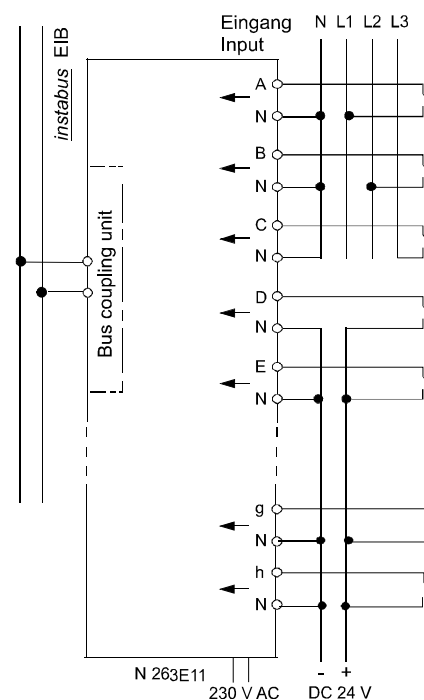 Eingang N L1 L2 L3
Input
instabus EIB
A
N
B
N
C
N
Bus coupling unit
D
N
E
N
g
N
h
N
N 263E11
- +
230 V AC DC 24 V